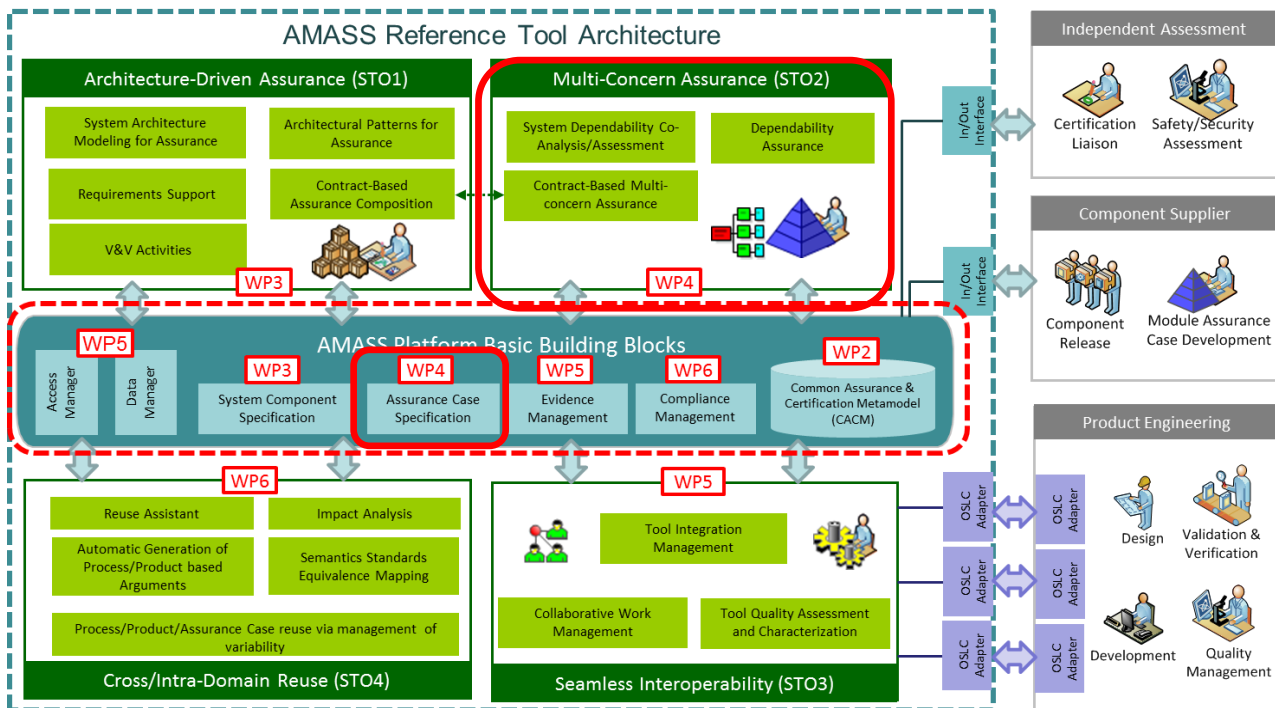 AMASS Reference Tool Architecture
Architecture-Driven Assurance (STO1)
System Architecture
Modeling for Assurance
Architectural Patterns for
Assurance
Requirements Support
Contract-Based
Assurance Composition
V&V Activities
WP3
Multi-Concern Assurance (STO2)
System Dependability Co-
Analysis/Assessment
Dependability
Assurance
Contract-Based Multi-
concern Assurance
WP4
In/Out
Interface
In/Out
Interface
Independent Assessment
Certification
Liaison
Safety/Security
Assessment
Component Supplier
Component
Release
Module Assurance
Case Development
AMASS Platform Basic Building Blocks
WP5
Access
Manager
Data
Manager
WP3
System Component
Specification
WP4
Assurance Case
Specification
WP5
Evidence
Management
WP6
Compliance
Management
WP2
Common Assurance &
Certification Metamodel
(CACM)
WP6
Reuse Assistant
Impact Analysis
Automatic Generation of
Process/Product based
Arguments
Semantics Standards
Equivalence Mapping
Process/Product/Assurance Case reuse via management of
variability
Cross/Intra-Domain Reuse (STO4)
WP5
Tool Integration
Management
Collaborative Work
Management
Tool Quality Assessment
and Characterization
Seamless Interoperability (STO3)
OSLC
Adapter
OSLC
Adapter
OSLC
Adapter
OSLC
Adapter
OSLC
Adapter
OSLC
Adapter
Product Engineering
Design
Validation &
Verification
Development
Quality
Management